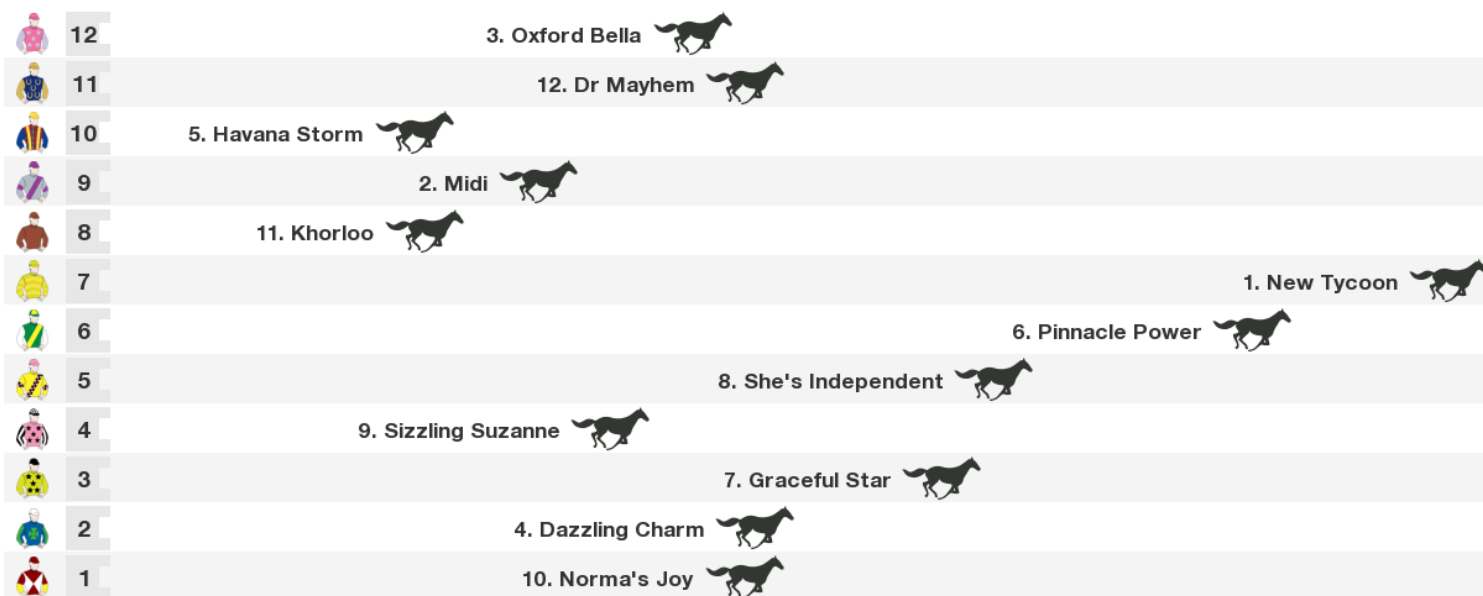 12 3. Oxford Bella
11 12. Dr Mayhem
10 5. Havana Storm
9 2. Midi
8 11. Khorloo
7 1. New Tycoon
6 6. Pinnacle Power
5 8. She's Independent
4 9. Sizzling Suzanne
3 7. Graceful Star
2 4. Dazzling Charm
1 10. Norma's Joy